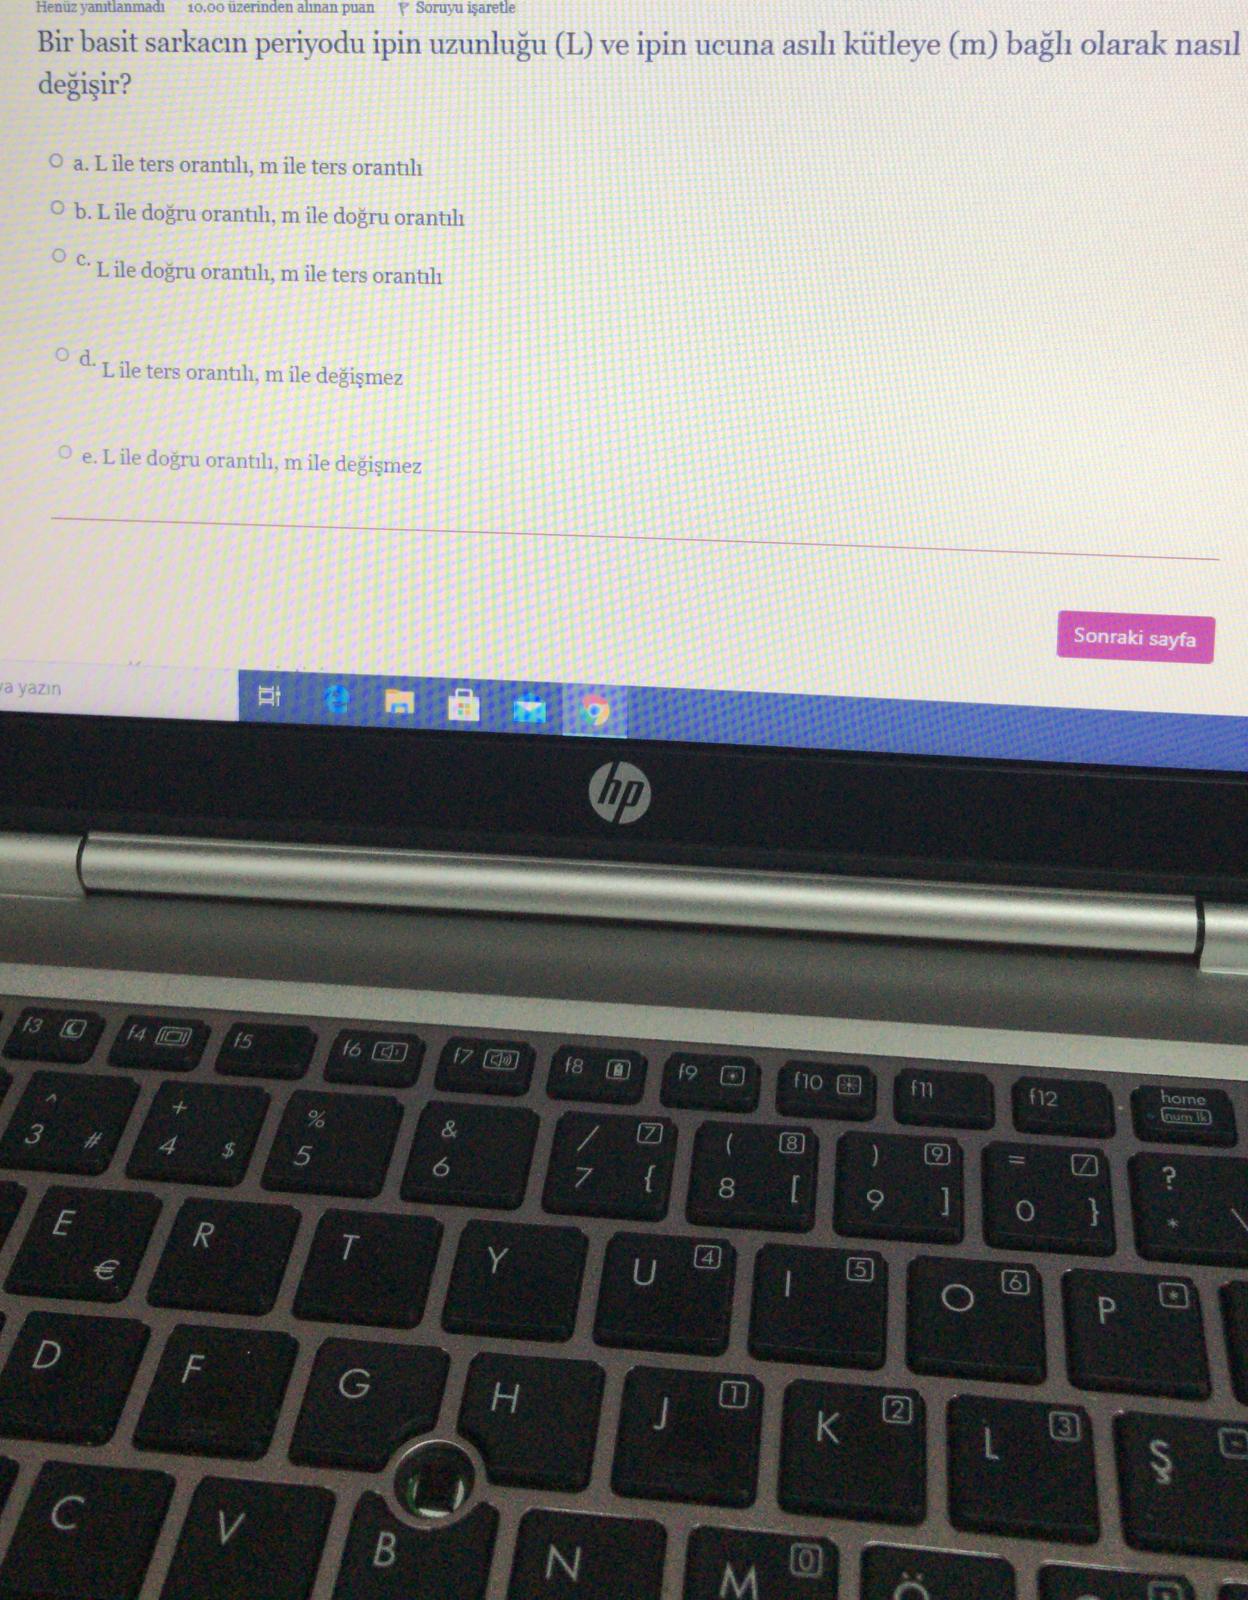 Henüz yanıtlanmadı 10.00 üzerinden alınan puan Soruyu işaretle
Bir basit sarkacın periyodu ipin uzunluğu (L) ve ipin ucuna asılı kütleye (m) bağlı olarak nasıl
değişir?
a. L ile ters orantılı, m ile ters orantılı
b. L ile doğru orantılı, m ile doğru orantılı
c. L ile doğru orantılı, m ile ters orantılı
d. L ile ters orantılı, m ile değişmez
e. L ile doğru orantılı, m ile değişmez
Sonraki sayfa
yazın
hp
f3 f4 f5 f6 f7 f8 f9 f10 f11 f12 home
num lk
^ + % & / 7 ( 8 ) 9 = / ?
3 # 4 $ 5 6 7 { 8 [ 9 ] 0 } * \
E € R T Y U 4 I 5 O 6 P *
D F G H J 1 K 2 L 3 Ş -
C V B N M 0 Ö